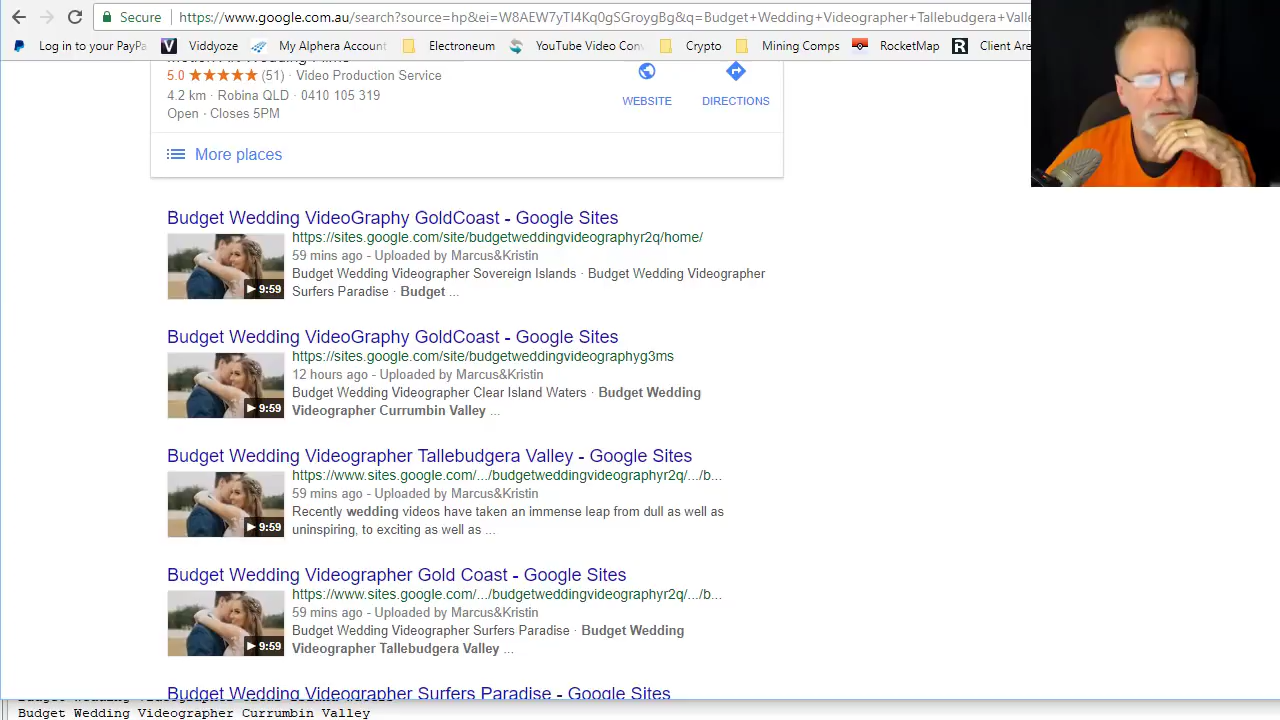 Secure
https://www.google.com.au/search?source=hp&ei=W8AEW7yTI4Kq0gSGroygBg&q=Budget+Wedding+Videographer+Tallebudgera+Valle
Log in to your PayPa
Viddyoze
My Alphera Account
Electroneum
YouTube Video Con
Crypto
Mining Comps
RocketMap
Client Are
5.0 ★★★★★ (51) · Video Production Service
4.2 km · Robina QLD · 0410 105 319
Open · Closes 5PM
WEBSITE
DIRECTIONS
More places
Budget Wedding VideoGraphy GoldCoast - Google Sites
https://sites.google.com/site/budgetweddingvideographyr2q/home/
59 mins ago - Uploaded by Marcus&Kristin
Budget Wedding Videographer Sovereign Islands · Budget Wedding Videographer
Surfers Paradise · Budget ...
9:59
Budget Wedding VideoGraphy GoldCoast - Google Sites
https://sites.google.com/site/budgetweddingvideographyg3ms
12 hours ago - Uploaded by Marcus&Kristin
Budget Wedding Videographer Clear Island Waters · Budget Wedding
Videographer Currumbin Valley ...
9:59
Budget Wedding Videographer Tallebudgera Valley - Google Sites
https://www.sites.google.com/.../budgetweddingvideographyr2q/.../b...
59 mins ago - Uploaded by Marcus&Kristin
Recently wedding videos have taken an immense leap from dull as well as
uninspiring, to exciting as well as ...
9:59
Budget Wedding Videographer Gold Coast - Google Sites
https://www.sites.google.com/.../budgetweddingvideographyr2q/.../b...
59 mins ago - Uploaded by Marcus&Kristin
Budget Wedding Videographer Surfers Paradise · Budget Wedding
Videographer Tallebudgera Valley ...
9:59
Budget Wedding Videographer Surfers Paradise - Google Sites
Budget Wedding Videographer Currumbin Valley